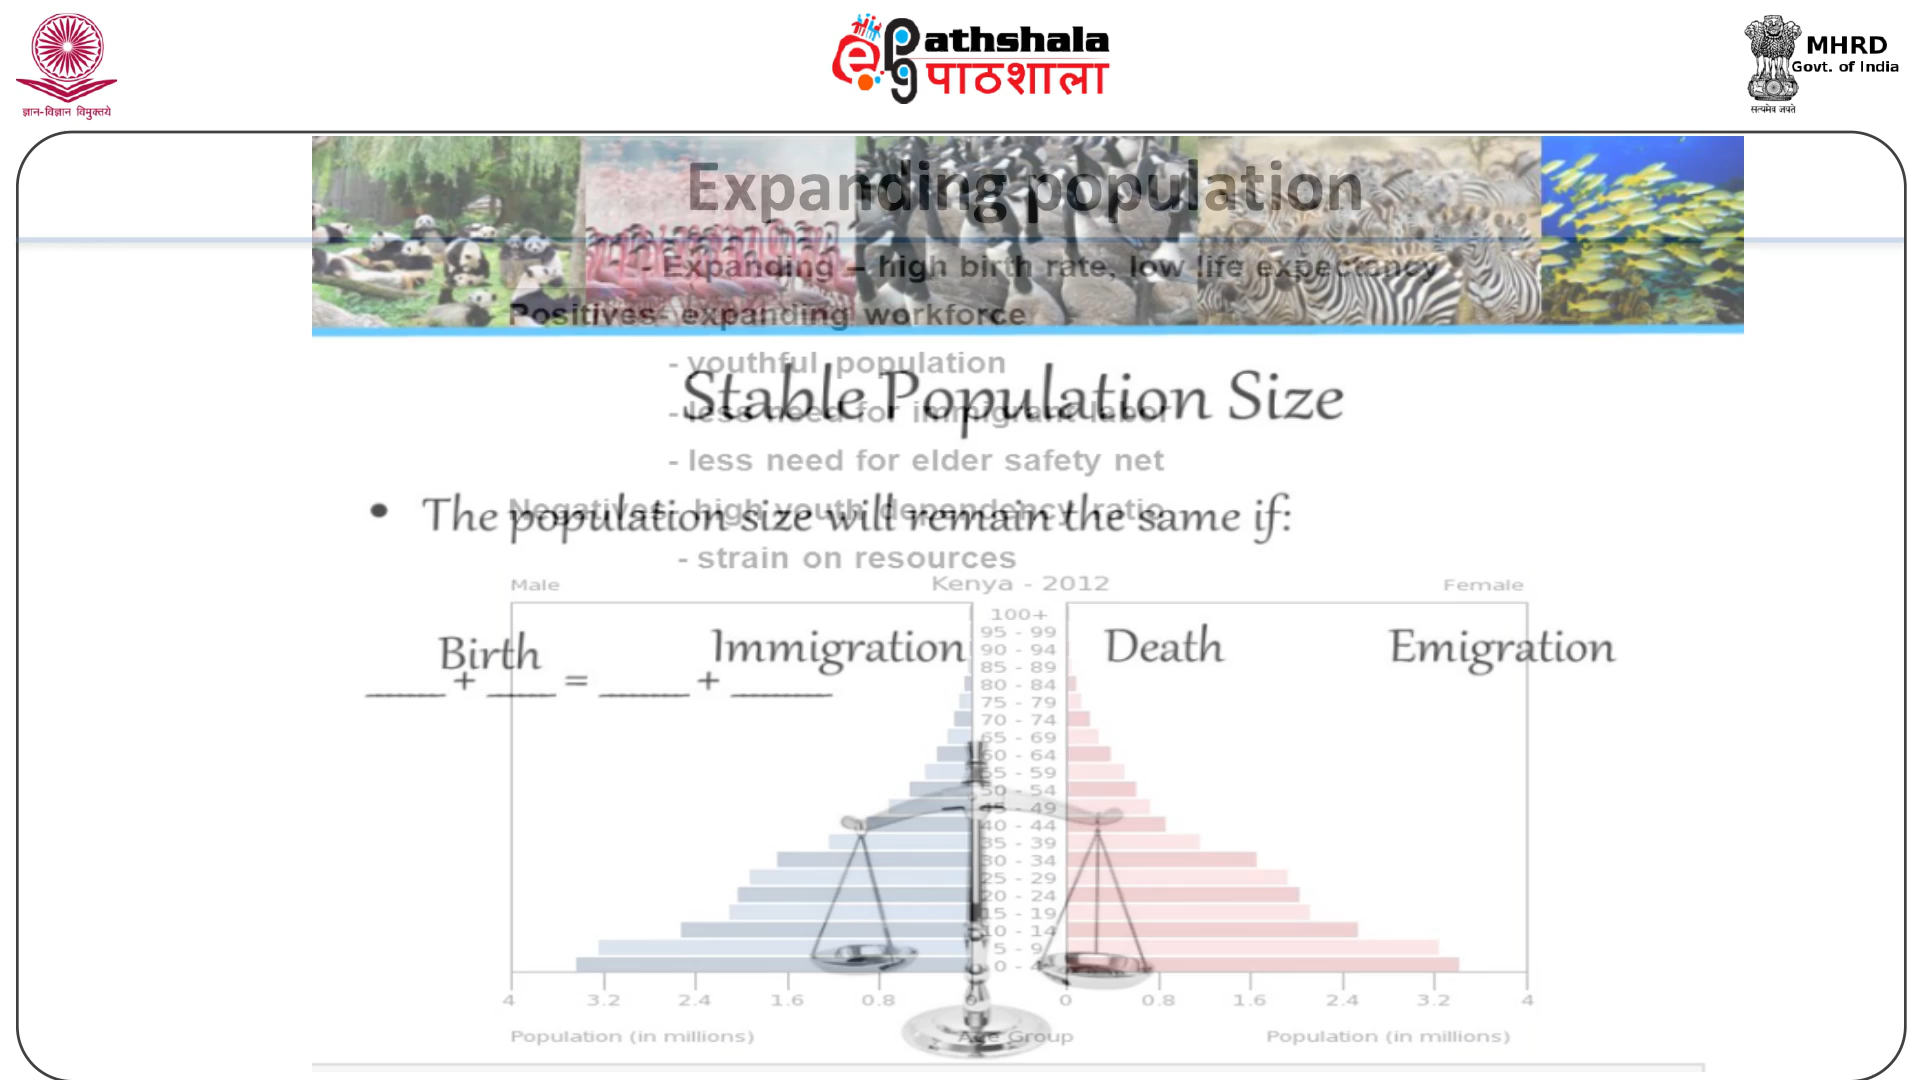 ज्ञान-विज्ञान विमुक्तये
ePathshala
पाठशाला
MHRD
Govt. of India
सत्यमेव जयते
Expanding population
- Expanding – high birth rate, low life expectancy
Positives- expanding workforce
- youthful population
Stable Population Size
- less need for immigrant labor
- less need for elder safety net
• The population size will remain the same if:
Negatives- high youth dependency ratio
- strain on resources
Male Kenya - 2012 Female
Birth Immigration Death Emigration
____ + ____ = ____ + ____
100+
95 - 99
90 - 94
85 - 89
80 - 84
75 - 79
70 - 74
65 - 69
60 - 64
55 - 59
50 - 54
45 - 49
40 - 44
35 - 39
30 - 34
25 - 29
20 - 24
15 - 19
10 - 14
5 - 9
0 - 4
4 3.2 2.4 1.6 0.8 0 0 0.8 1.6 2.4 3.2 4
Population (in millions) Age Group Population (in millions)